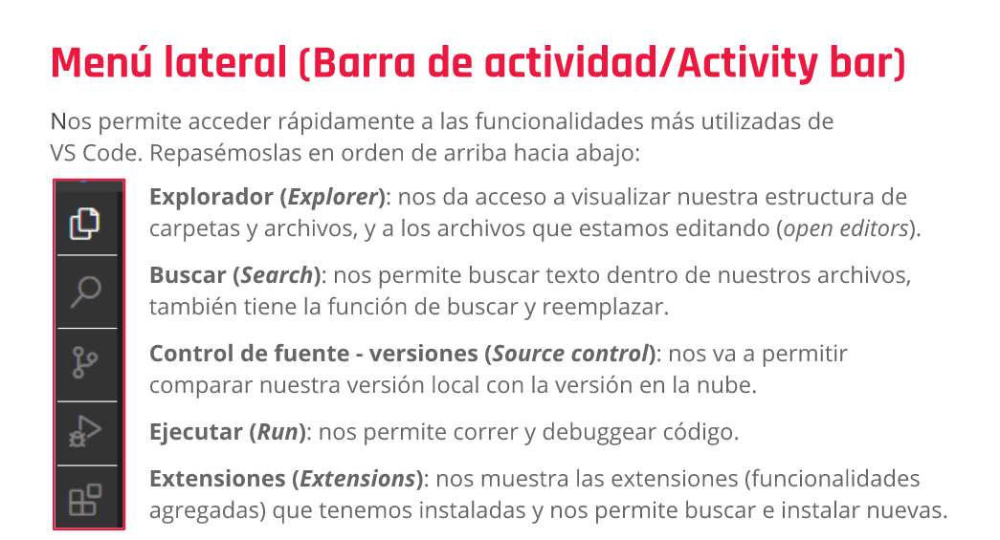 Menú lateral (Barra de actividad/Activity bar)
Nos permite acceder rápidamente a las funcionalidades más utilizadas de
VS Code. Repasémoslas en orden de arriba hacia abajo:
Explorador (Explorer): nos da acceso a visualizar nuestra estructura de
carpetas y archivos, y a los archivos que estamos editando (open editors).
Buscar (Search): nos permite buscar texto dentro de nuestros archivos,
también tiene la función de buscar y reemplazar.
Control de fuente - versiones (Source control): nos va a permitir
comparar nuestra versión local con la versión en la nube.
Ejecutar (Run): nos permite correr y debuggear código.
Extensiones (Extensions): nos muestra las extensiones (funcionalidades
agregadas) que tenemos instaladas y nos permite buscar e instalar nuevas.